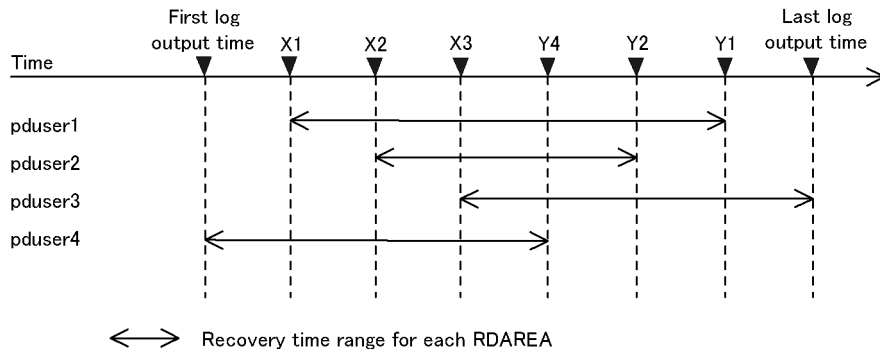 First log
output time
X1
X2
X3
Y4
Y2
Y1
Last log
output time
Time
pduser1
pduser2
pduser3
pduser4
Recovery time range for each RDAREA